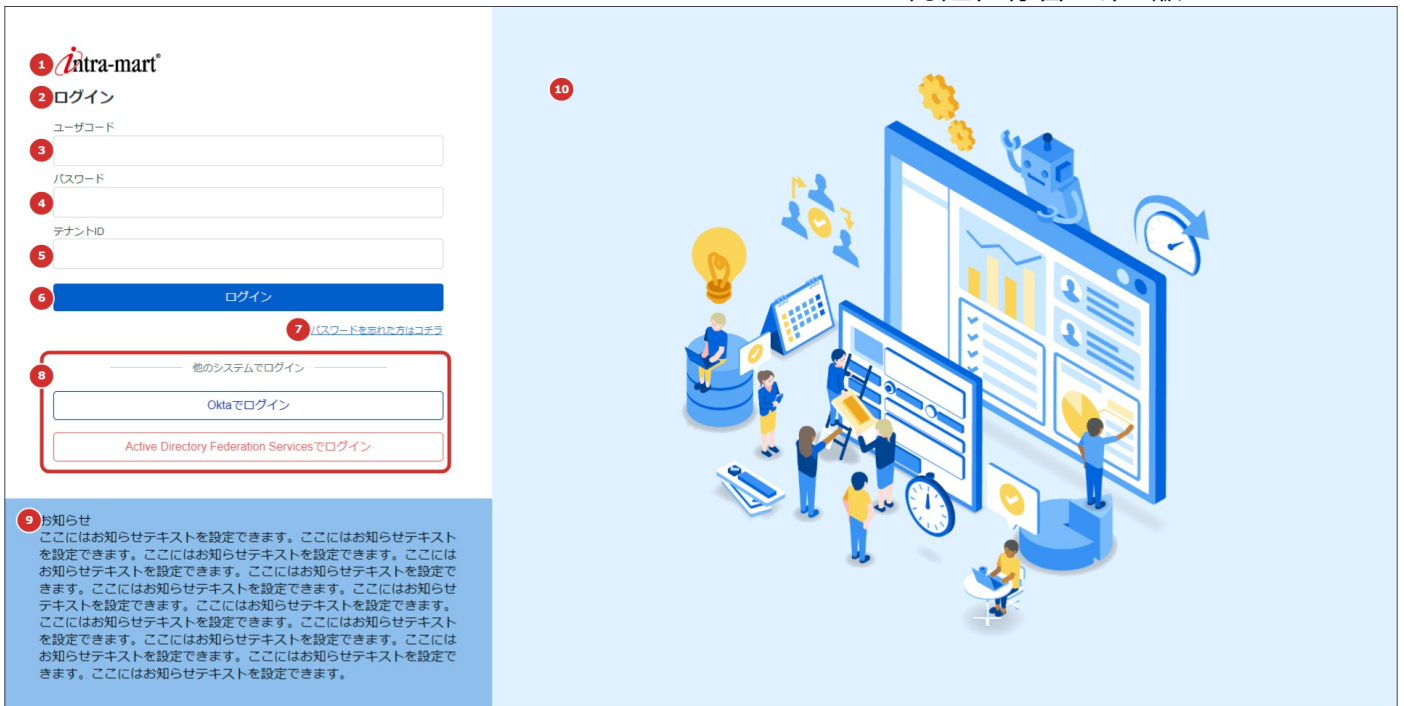 1 intra-mart®
2 ログイン
ユーザコード
3
パスワード
4
テナントID
5
6 ログイン
7 パスワードを忘れた方はコチラ
8 他のシステムでログイン
Oktaでログイン
Active Directory Federation Servicesでログイン
9 お知らせ
ここにはお知らせテキストを設定できます。ここにはお知らせテキスト
を設定できます。ここにはお知らせテキストを設定できます。ここには
お知らせテキストを設定できます。ここにはお知らせテキストを設定で
きます。ここにはお知らせテキストを設定できます。ここにはお知らせ
テキストを設定できます。ここにはお知らせテキストを設定できます。
ここにはお知らせテキストを設定できます。ここにはお知らせテキスト
を設定できます。ここにはお知らせテキストを設定できます。ここには
お知らせテキストを設定できます。ここにはお知らせテキストを設定で
きます。ここにはお知らせテキストを設定できます。
10